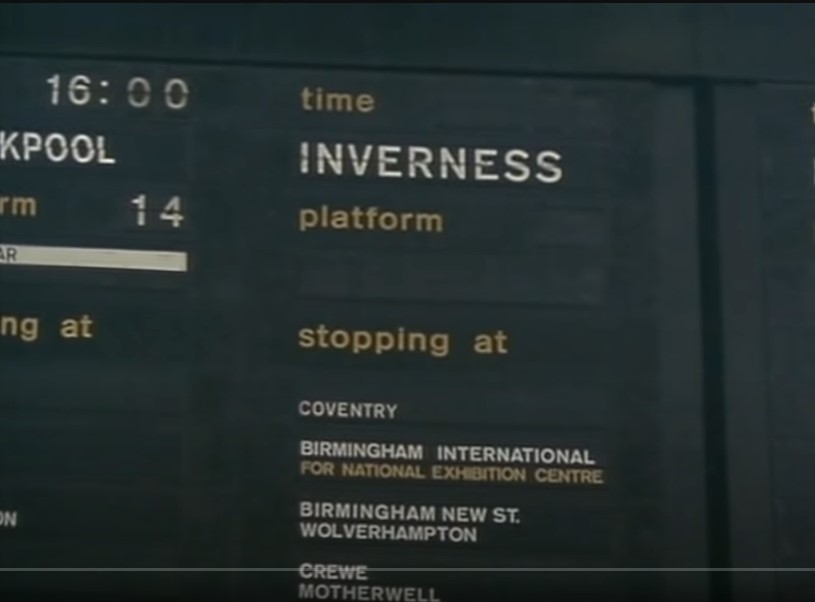 16:00
KPOOL
rm 14
AR
ng at
ON
time
INVERNESS
platform
stopping at
COVENTRY
BIRMINGHAM INTERNATIONAL
FOR NATIONAL EXHIBITION CENTRE
BIRMINGHAM NEW ST.
WOLVERHAMPTON
CREWE
MOTHERWELL